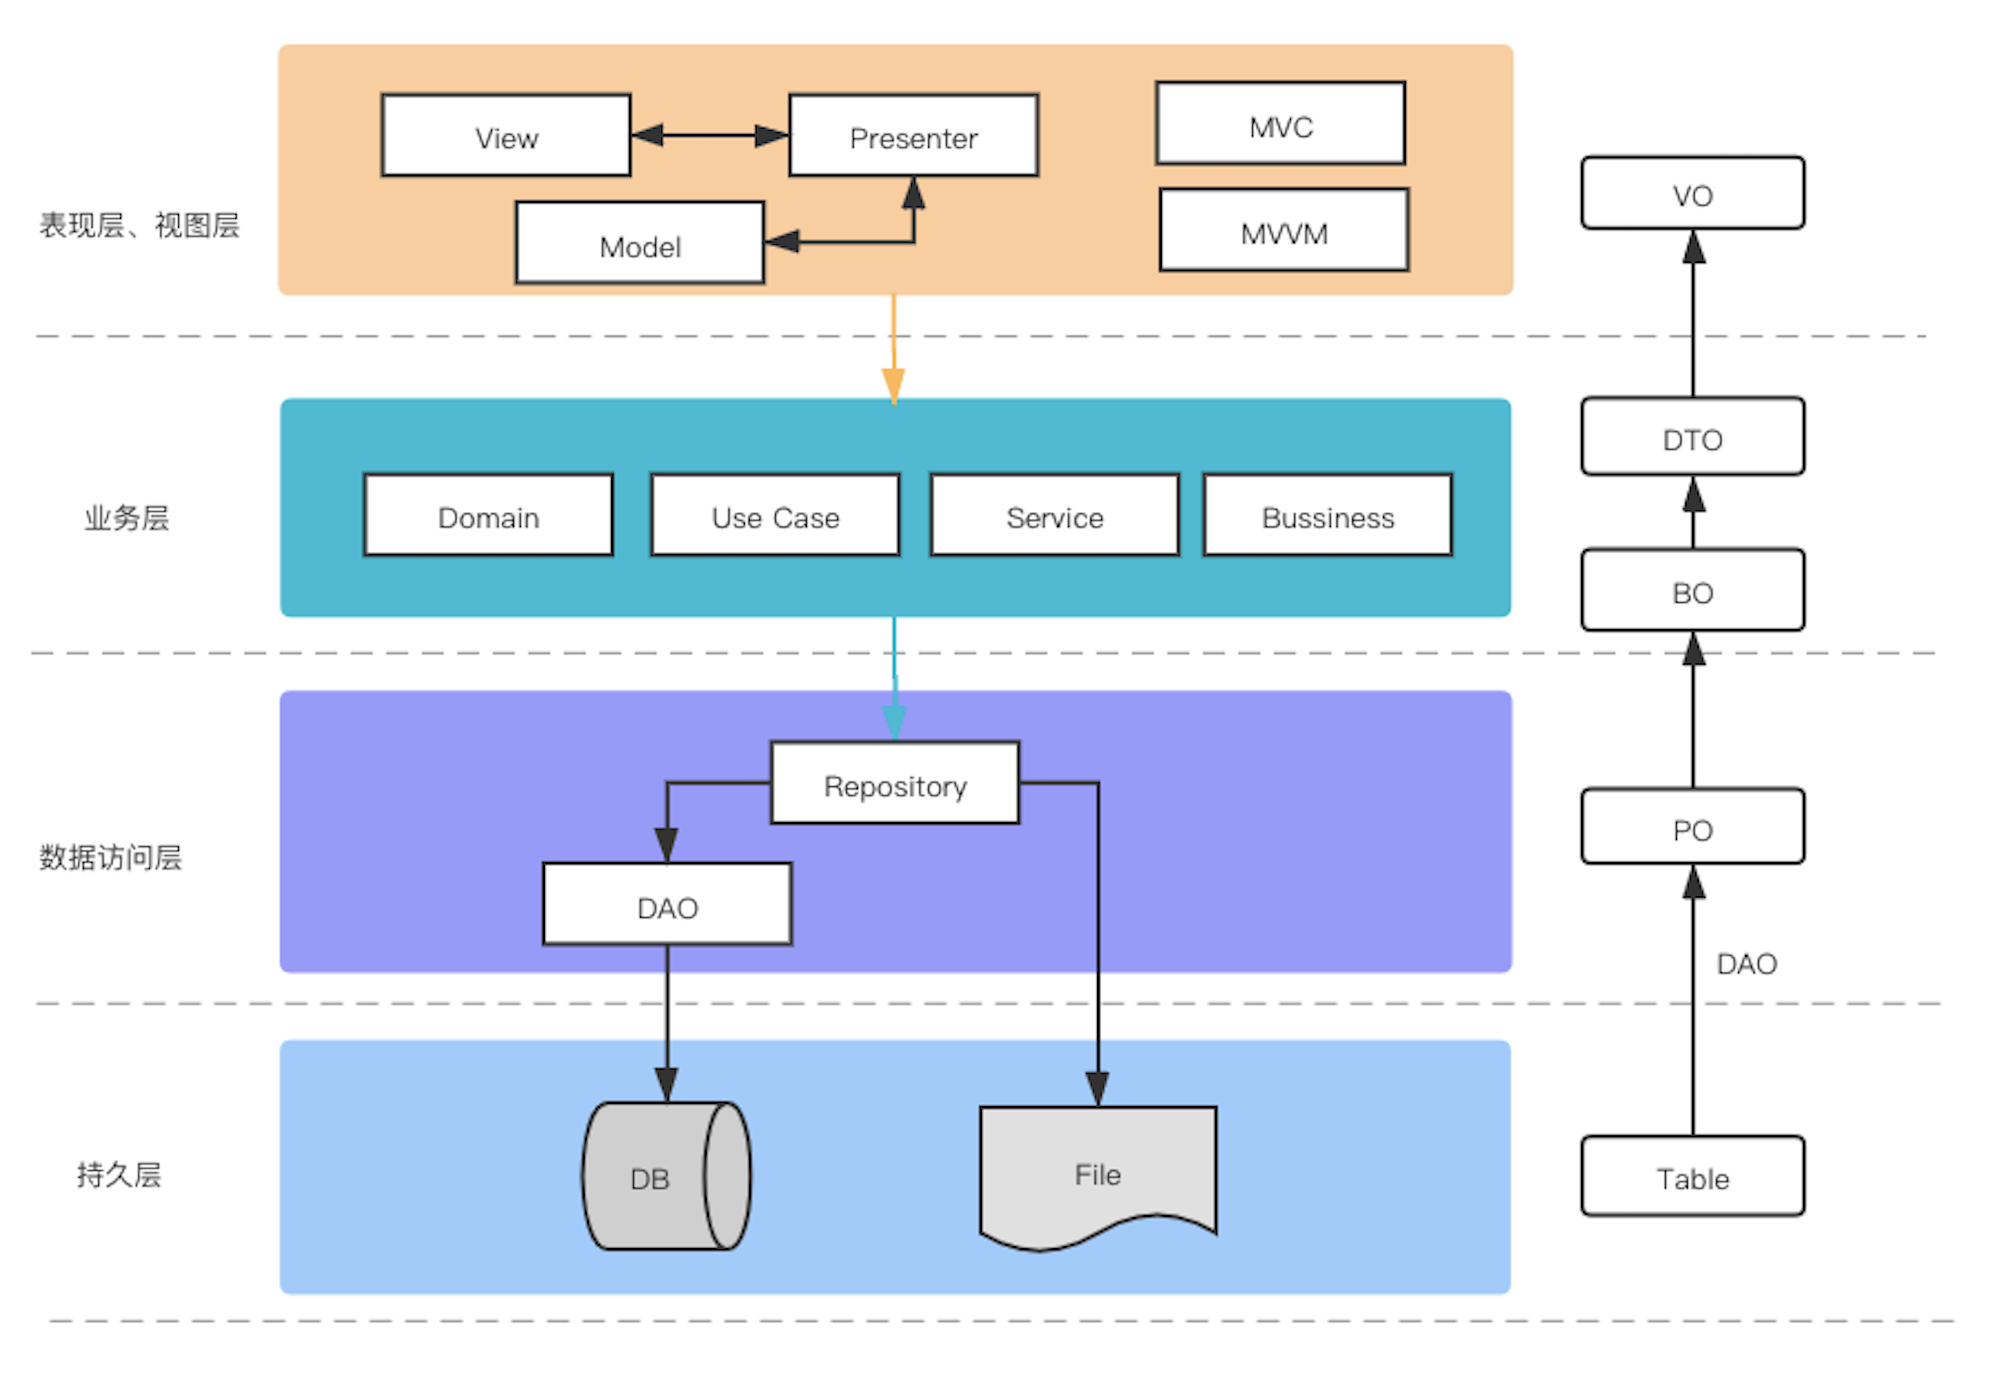 View
Presenter
MVC
VO
表现层、视图层
Model
MVVM
DTO
业务层
Domain
Use Case
Service
Bussiness
BO
Repository
PO
数据访问层
DAO
DAO
持久层
DB
File
Table